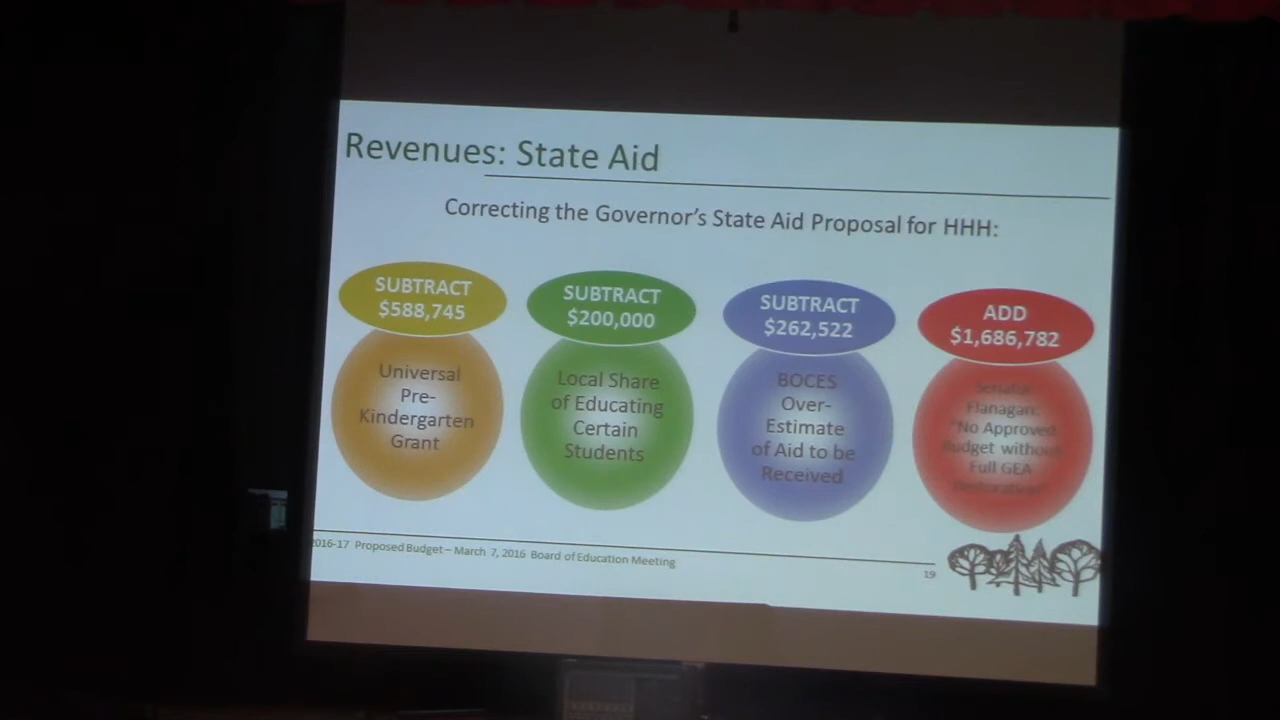 Revenues: State Aid
Correcting the Governor's State Aid Proposal for HHH:
SUBTRACT
$588,745
Universal
Pre-
Kindergarten
Grant
SUBTRACT
$200,000
Local Share
of Educating
Certain
Students
SUBTRACT
$262,522
BOCES
Over-
Estimate
of Aid to be
Received
ADD
$1,686,782
Senator
Flanagan:
"No Approved
Budget without
Full GEA
2016-17 Proposed Budget – March 7, 2016 Board of Education Meeting
19